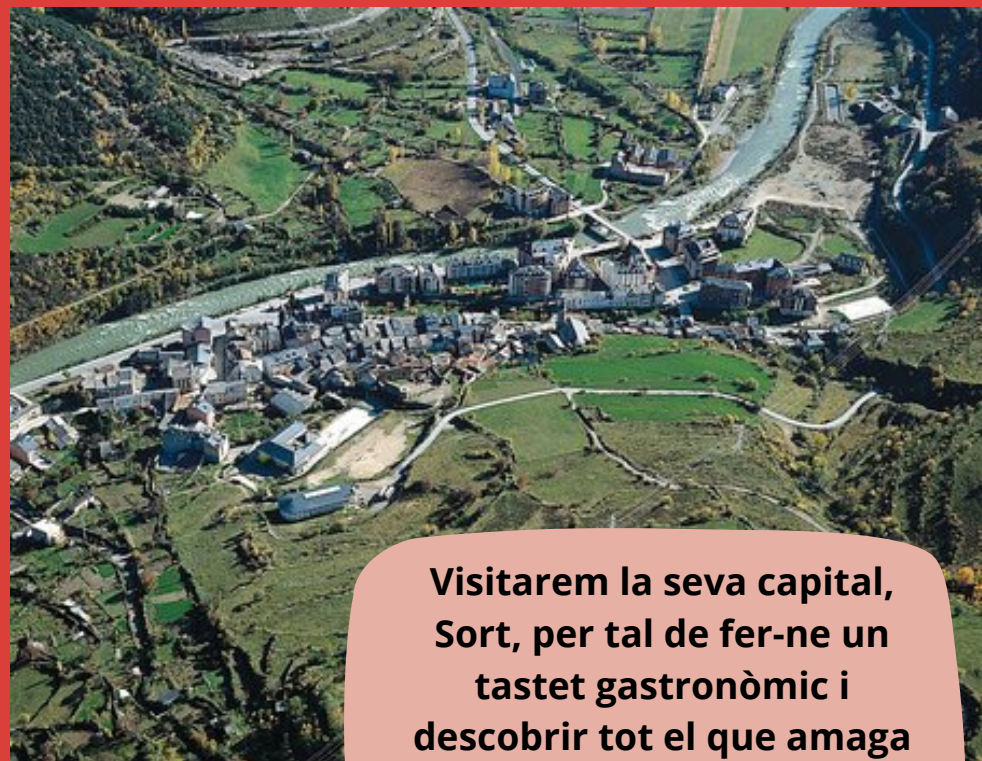 Visitarem la seva capital,
Sort, per tal de fer-ne un
tastet gastronòmic i
descobrir tot el que amaga